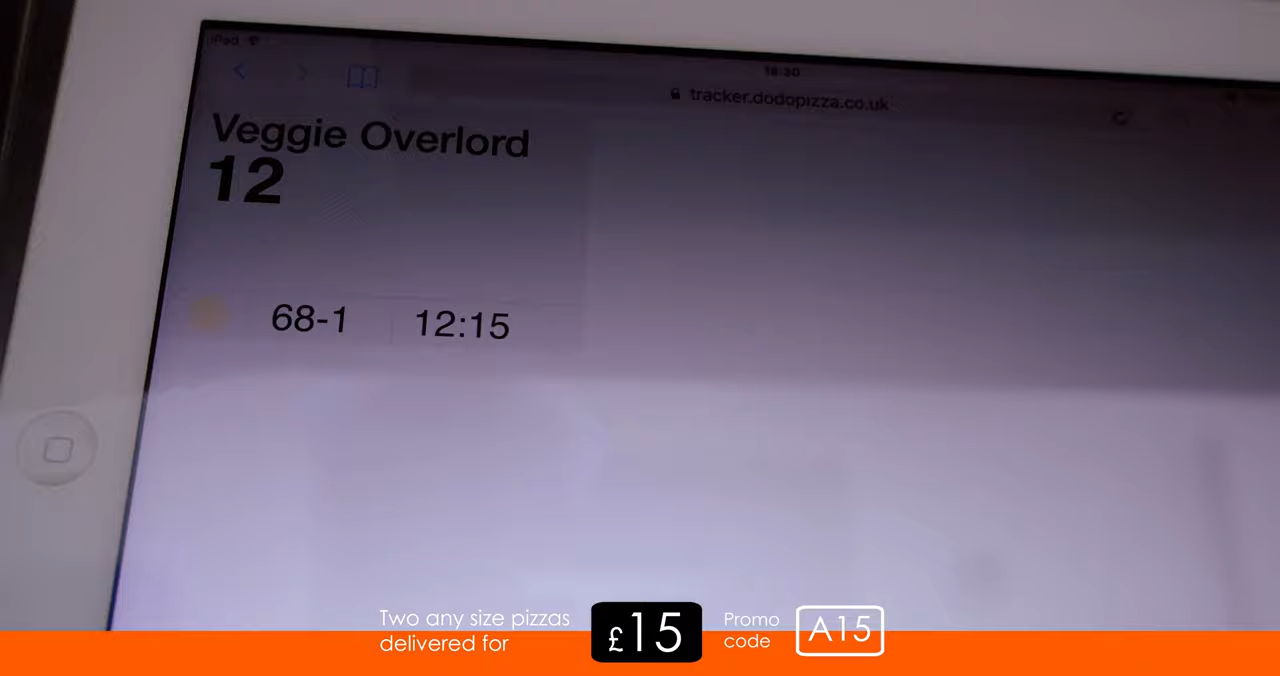 iPad
18:30
tracker.dodopizza.co.uk
Veggie Overlord
12
68-1
12:15
Two any size pizzas
delivered for
£15
Promo
code
A15